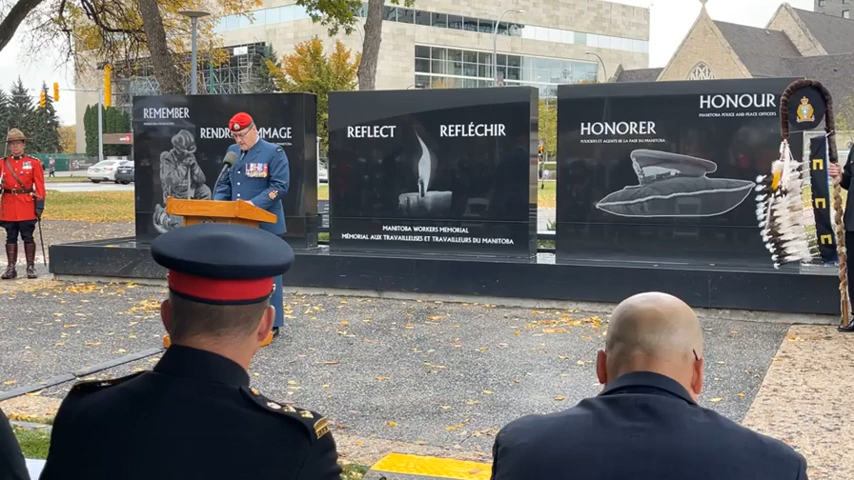 REMEMBER
RENDRE HOMMAGE
REFLECT
REFLÉCHIR
MANITOBA WORKERS MEMORIAL
MÉMORIAL AUX TRAVAILLEUSES ET TRAVAILLEURS DU MANITOBA
HONOUR
MANITOBA POLICE AND PEACE OFFICERS
HONORER
POLICIERS ET AGENTS DE LA PAIX DU MANITOBA